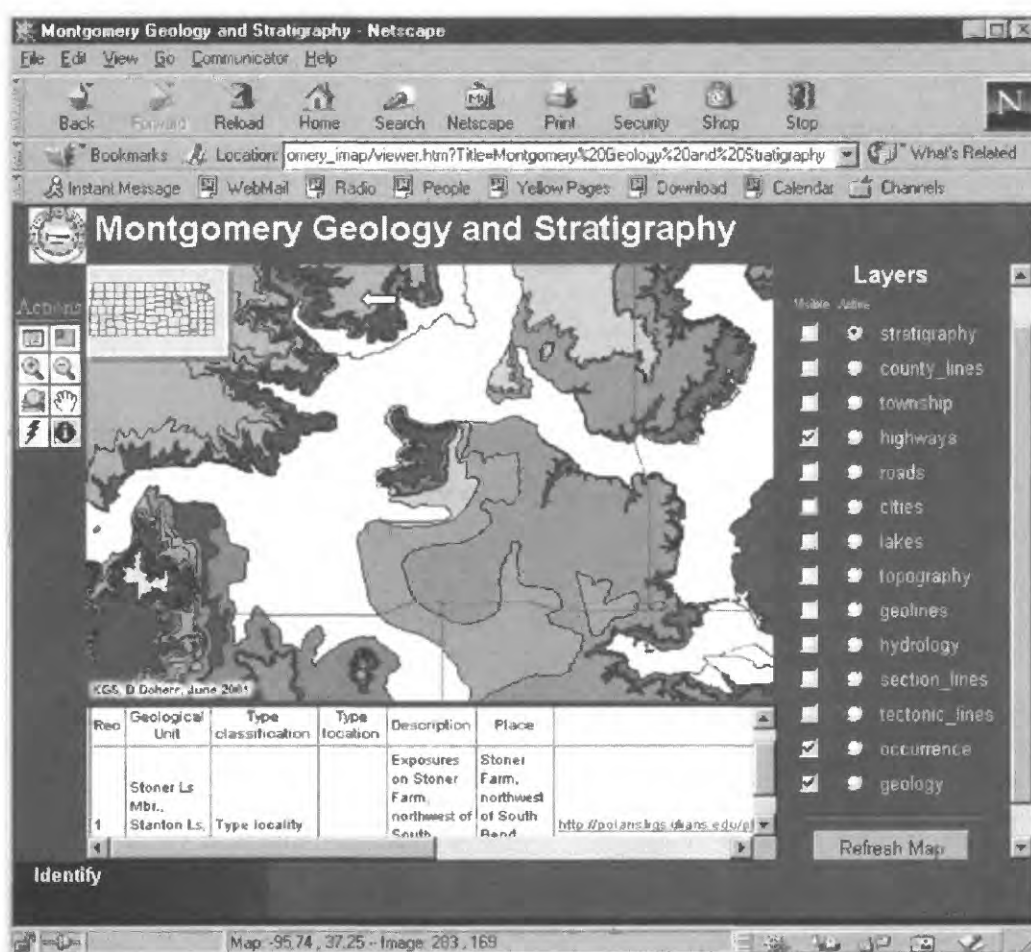 Montgomery Geology and Stratigraphy - Netscape
File Edit View Go Communicator Help
Back Forward Reload Home Search Netscape Print Security Shop Stop
My
N
Bookmarks Location: omery_imap/viewer.htm?Title=Montgomery%20Geology%20and%20Stratigraphy What's Related
Instant Message WebMail Radio People Yellow Pages Download Calendar Channels
Montgomery Geology and Stratigraphy
Actions
Layers
Visible Active
stratigraphy
county_lines
township
highways
roads
cities
lakes
topography
geolines
hydrology
section_lines
tectonic_lines
occurrence
geology
Refresh Map
KGS, D.Doherr, June 2001
Rec Geological Unit Type classification Type location Description Place
1 Stoner Ls Mbr., Stanton Ls, Type locality Exposures on Stoner Farm, northwest of South Stoner Farm, northwest of South Bend
Identify
Map: -95.74 , 37.25 -- Image: 283 , 169